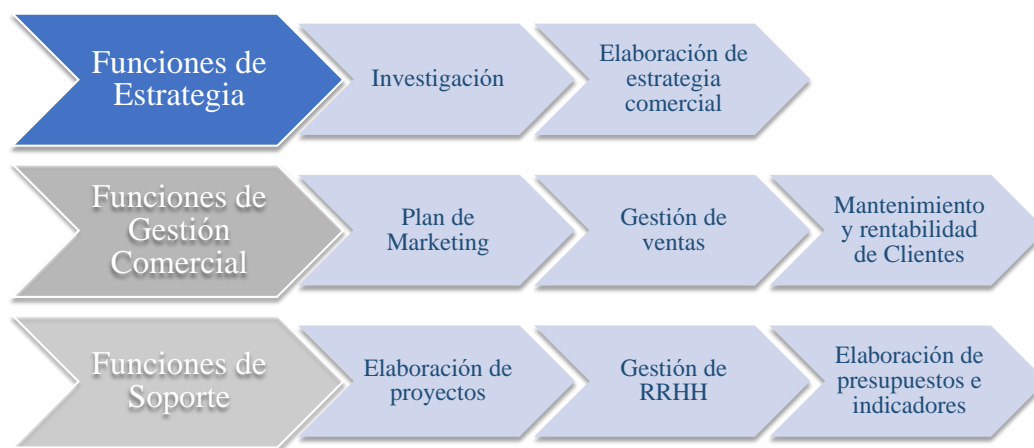 Funciones de
Estrategia
Investigación
Elaboración de
estrategia
comercial
Funciones de
Gestión
Comercial
Plan de
Marketing
Gestión de
ventas
Mantenimiento
y rentabilidad
de Clientes
Funciones de
Soporte
Elaboración de
proyectos
Gestión de
RRHH
Elaboración de
presupuestos e
indicadores